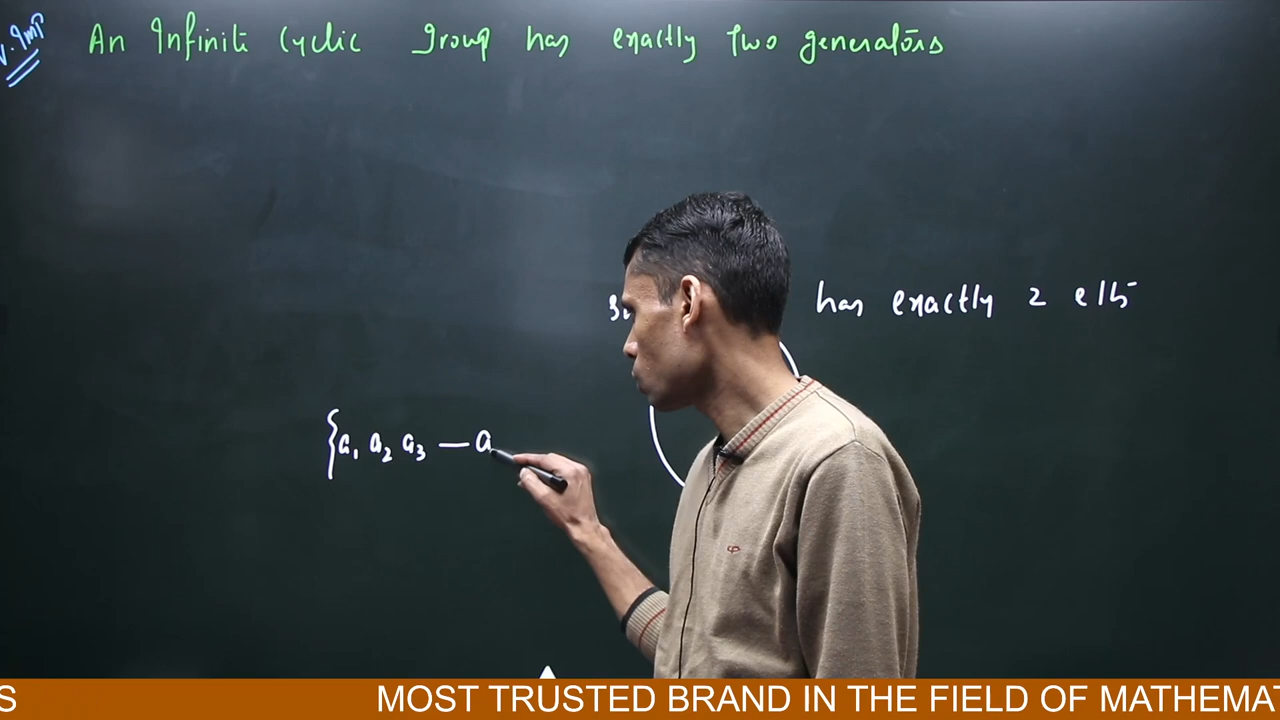 V. Imp An Infinite Cyclic Group has exactly two generators
has exactly 2 elts
{a₁ a₂ a₃ — a
S MOST TRUSTED BRAND IN THE FIELD OF MATHEMAT